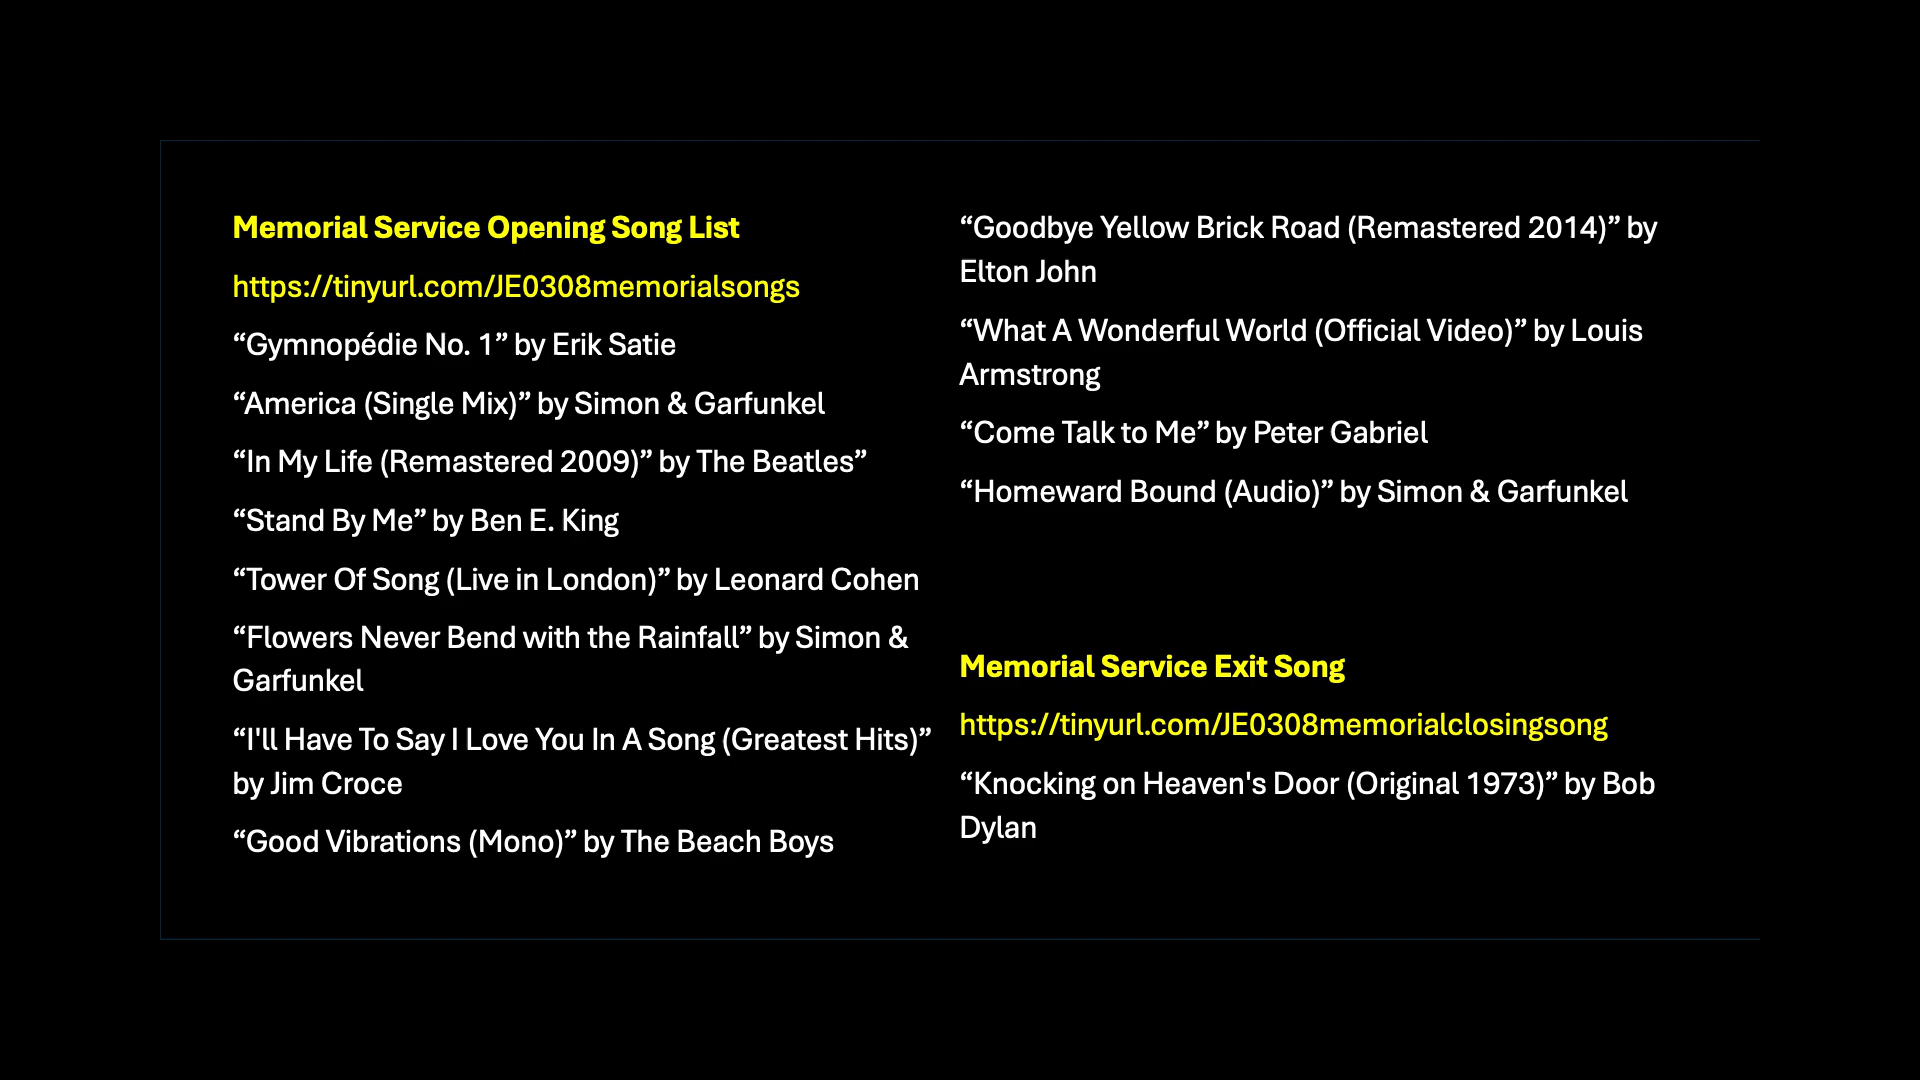 Memorial Service Opening Song List
https://tinyurl.com/JE0308memorialsongs
“Gymnopédie No. 1” by Erik Satie
“America (Single Mix)” by Simon & Garfunkel
“In My Life (Remastered 2009)” by The Beatles”
“Stand By Me” by Ben E. King
“Tower Of Song (Live in London)” by Leonard Cohen
“Flowers Never Bend with the Rainfall” by Simon &
Garfunkel
“I'll Have To Say I Love You In A Song (Greatest Hits)”
by Jim Croce
“Good Vibrations (Mono)” by The Beach Boys
“Goodbye Yellow Brick Road (Remastered 2014)” by
Elton John
“What A Wonderful World (Official Video)” by Louis
Armstrong
“Come Talk to Me” by Peter Gabriel
“Homeward Bound (Audio)” by Simon & Garfunkel
Memorial Service Exit Song
https://tinyurl.com/JE0308memorialclosingsong
“Knocking on Heaven's Door (Original 1973)” by Bob
Dylan